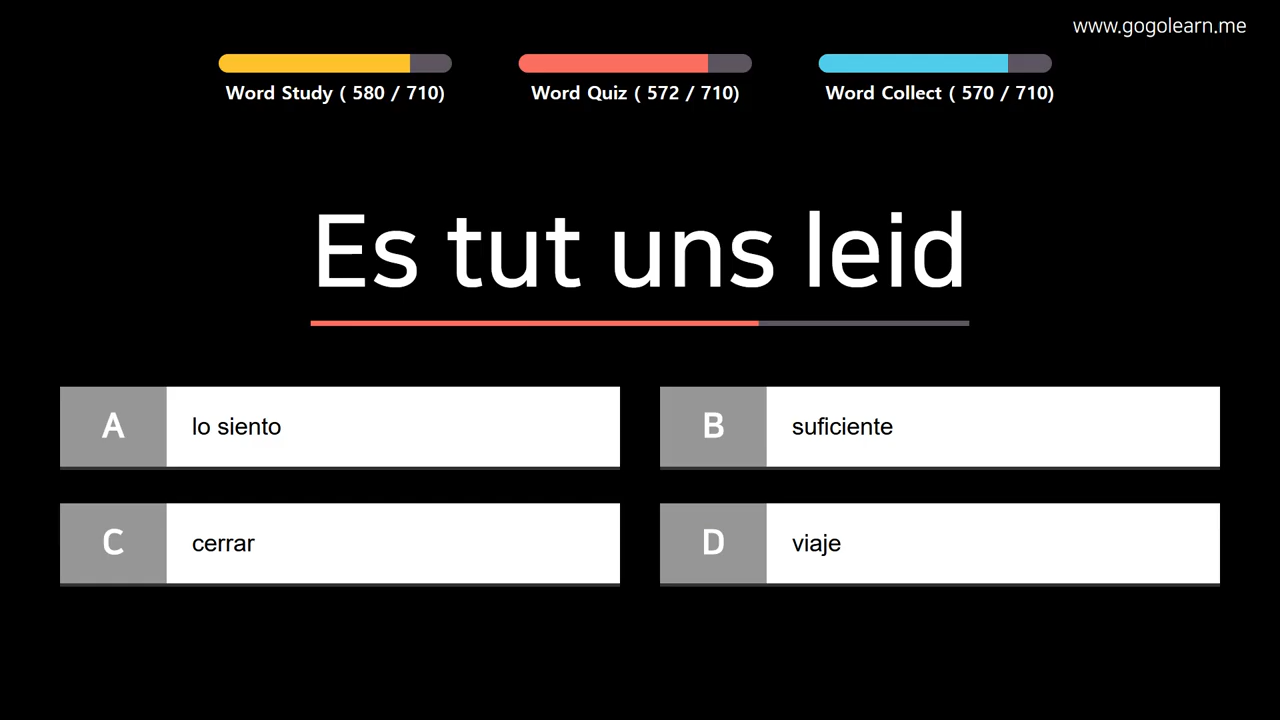 www.gogolearn.me
Word Study ( 580 / 710)
Word Quiz ( 572 / 710)
Word Collect ( 570 / 710)
Es tut uns leid
A lo siento
B suficiente
C cerrar
D viaje